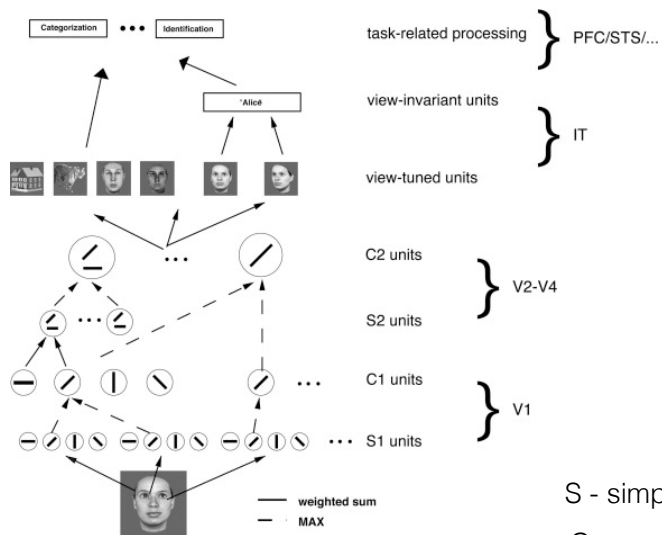 Categorization ••• Identification
task-related processing
PFC/STS/...
'Alice'
view-invariant units
IT
view-tuned units
C2 units
V2-V4
S2 units
C1 units
V1
S1 units
weighted sum
MAX
S - simp